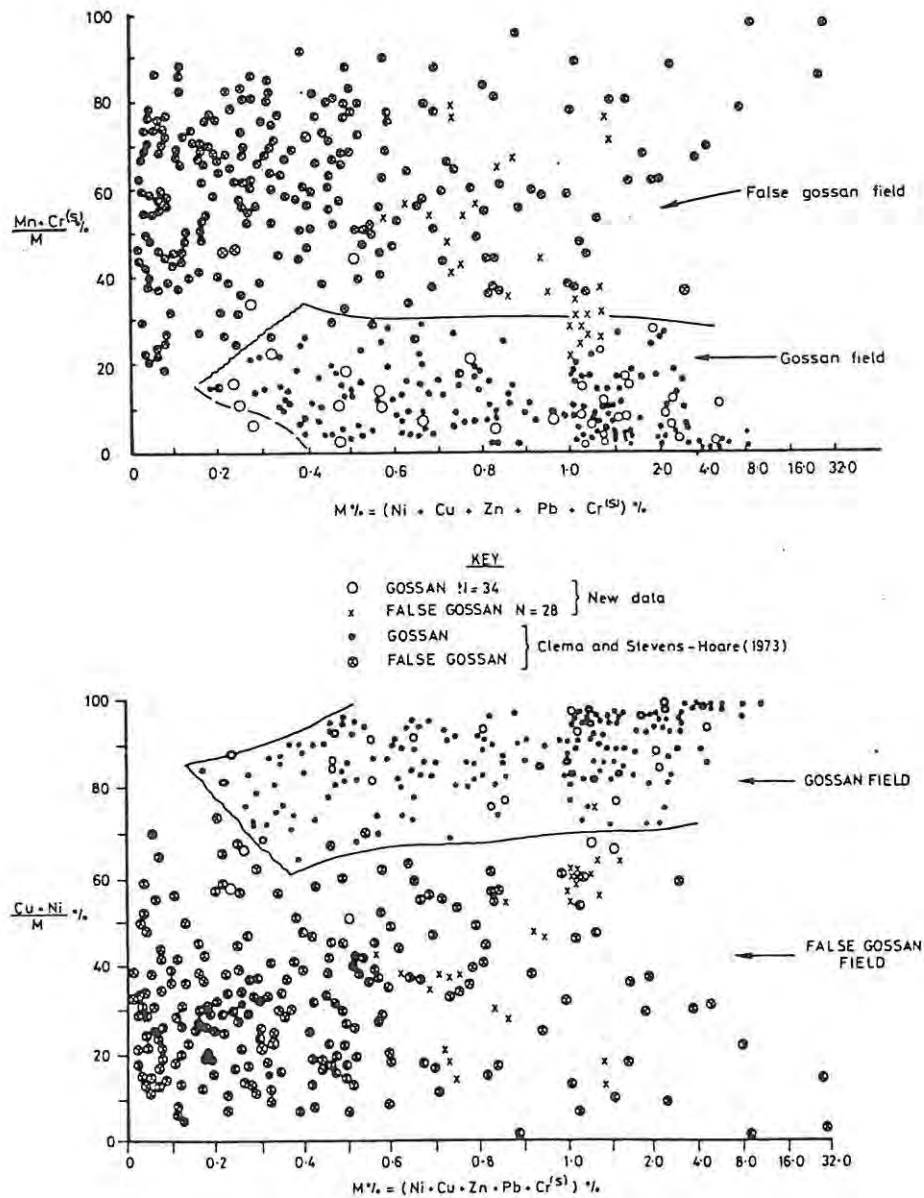 100
80
60
40
20
0
Mn + Cr(S) %
M
False gossan field
Gossan field
0 0·2 0·4 0·6 0·8 1·0 2·0 4·0 8·0 16·0 32·0
M% = (Ni + Cu + Zn + Pb + Cr(S)) %
KEY
GOSSAN N = 34
FALSE GOSSAN N = 28
New data
GOSSAN
FALSE GOSSAN
Clema and Stevens-Hoare (1973)
100
80
60
40
20
0
Cu + Ni %
M
GOSSAN FIELD
FALSE GOSSAN
FIELD
0 0·2 0·4 0·6 0·8 1·0 2·0 4·0 8·0 16·0 32·0
M% = (Ni + Cu + Zn + Pb + Cr(S)) %